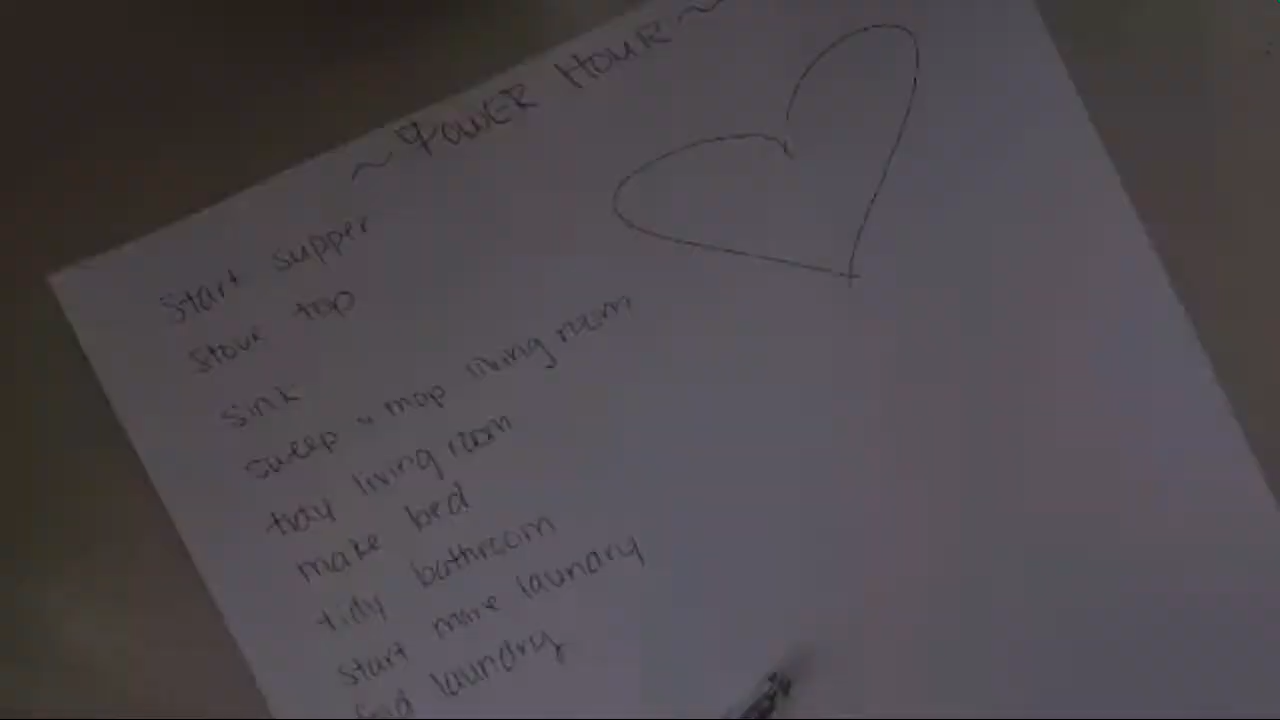 ~ POWER HOUR ~
start supper
stove top
sink
sweep & mop living room
tidy living room
make bed
tidy bathroom
start more laundry
fold laundry